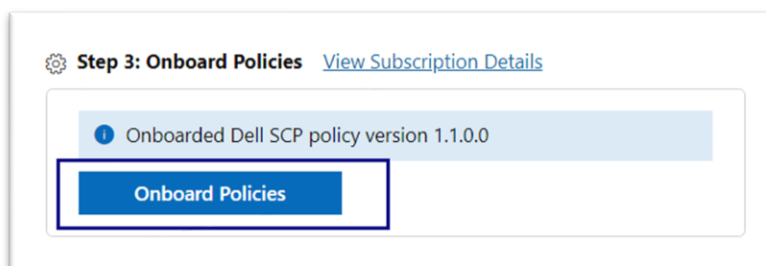 Step 3: Onboard Policies View Subscription Details
Onboarded Dell SCP policy version 1.1.0.0
Onboard Policies